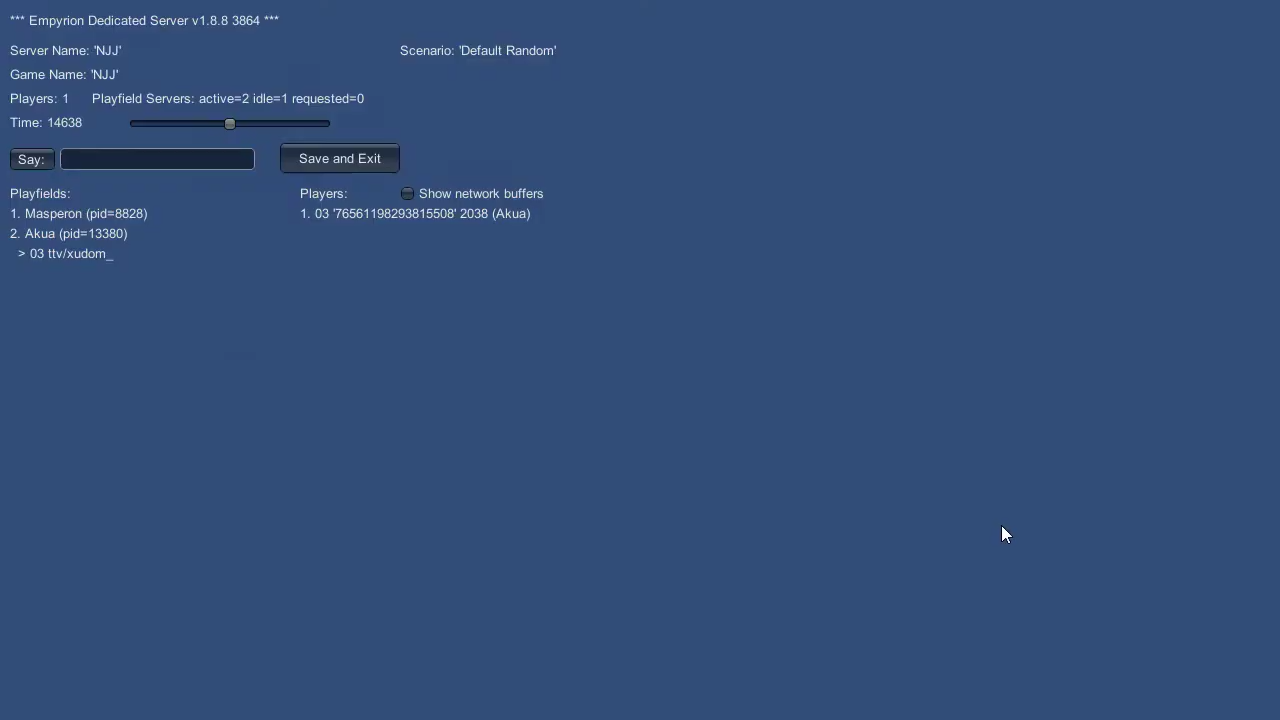 *** Empyrion Dedicated Server v1.8.8 3864 ***
Server Name: 'NJJ' Scenario: 'Default Random'
Game Name: 'NJJ'
Players: 1 Playfield Servers: active=2 idle=1 requested=0
Time: 14638
Say: Save and Exit
Playfields: Players: Show network buffers
1. Masperon (pid=8828) 1. 03 '76561198293815508' 2038 (Akua)
2. Akua (pid=13380)
> 03 ttv/xudom_